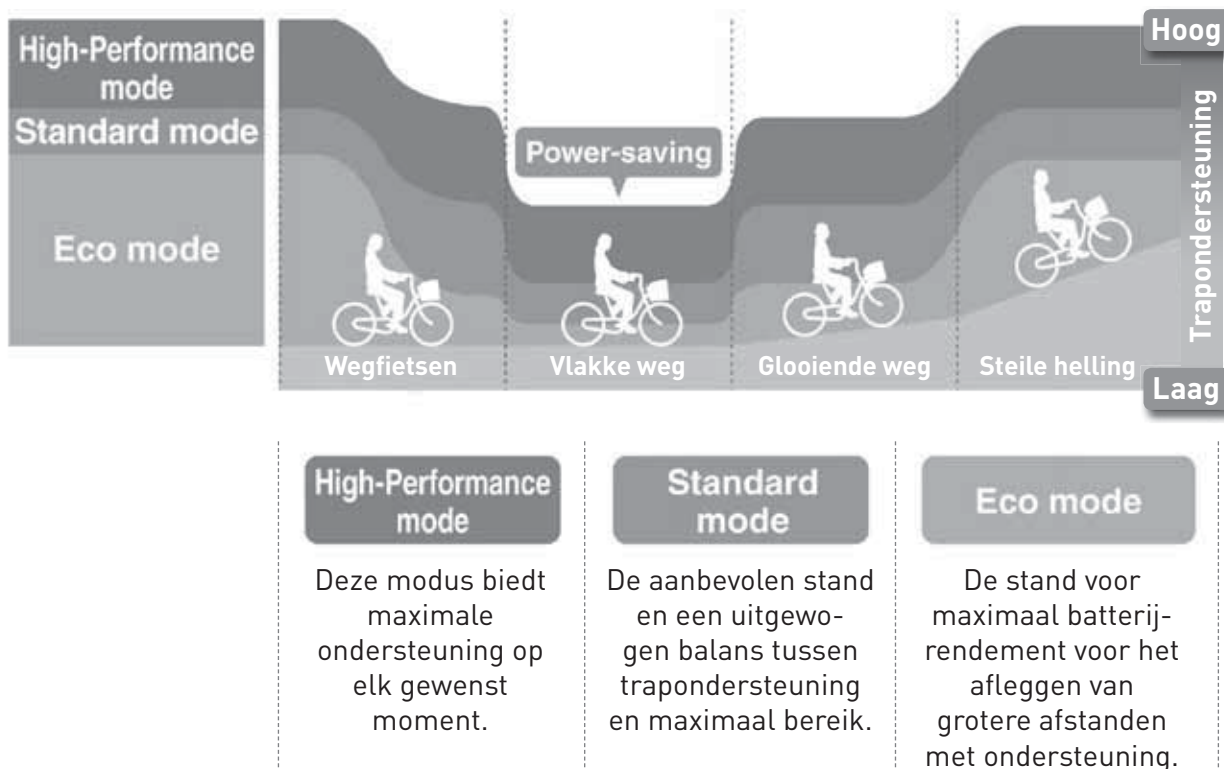 High-Performance
mode
Standard mode
Eco mode
Power-saving
Hoog
Trapondersteuning
Laag
Wegfietsen
Vlakke weg
Glooiende weg
Steile helling
High-Performance
mode
Deze modus biedt
maximale
ondersteuning op
elk gewenst
moment.
Standard
mode
De aanbevolen stand
en een uitgewo-
gen balans tussen
trapondersteuning
en maximaal bereik.
Eco mode
De stand voor
maximaal batterij-
rendement voor het
afleggen van
grotere afstanden
met ondersteuning.